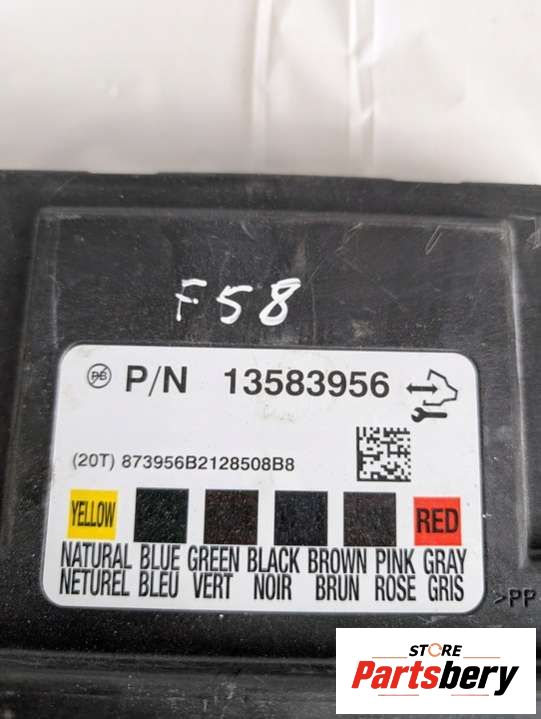 F58
PB P/N 13583956
(20T) 873956B2128508B8
YELLOW RED
NATURAL BLUE GREEN BLACK BROWN PINK GRAY
NETUREL BLEU VERT NOIR BRUN ROSE GRIS
>PP
STORE
Partsbery